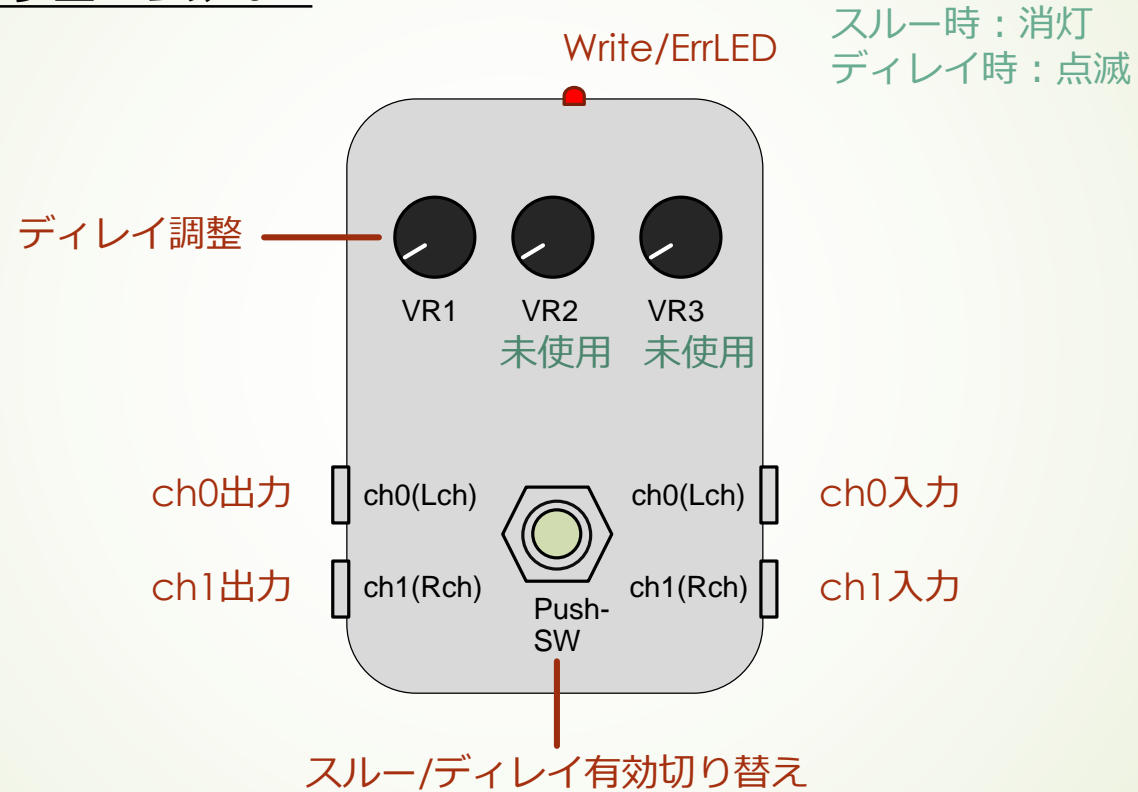 Write/ErrLED
スルー時：消灯
ディレイ時：点滅
ディレイ調整
VR1
VR2
VR3
未使用
未使用
ch0出力
ch0(Lch)
ch0(Lch)
ch0入力
ch1出力
ch1(Rch)
ch1(Rch)
ch1入力
Push-
SW
スルー/ディレイ有効切り替え